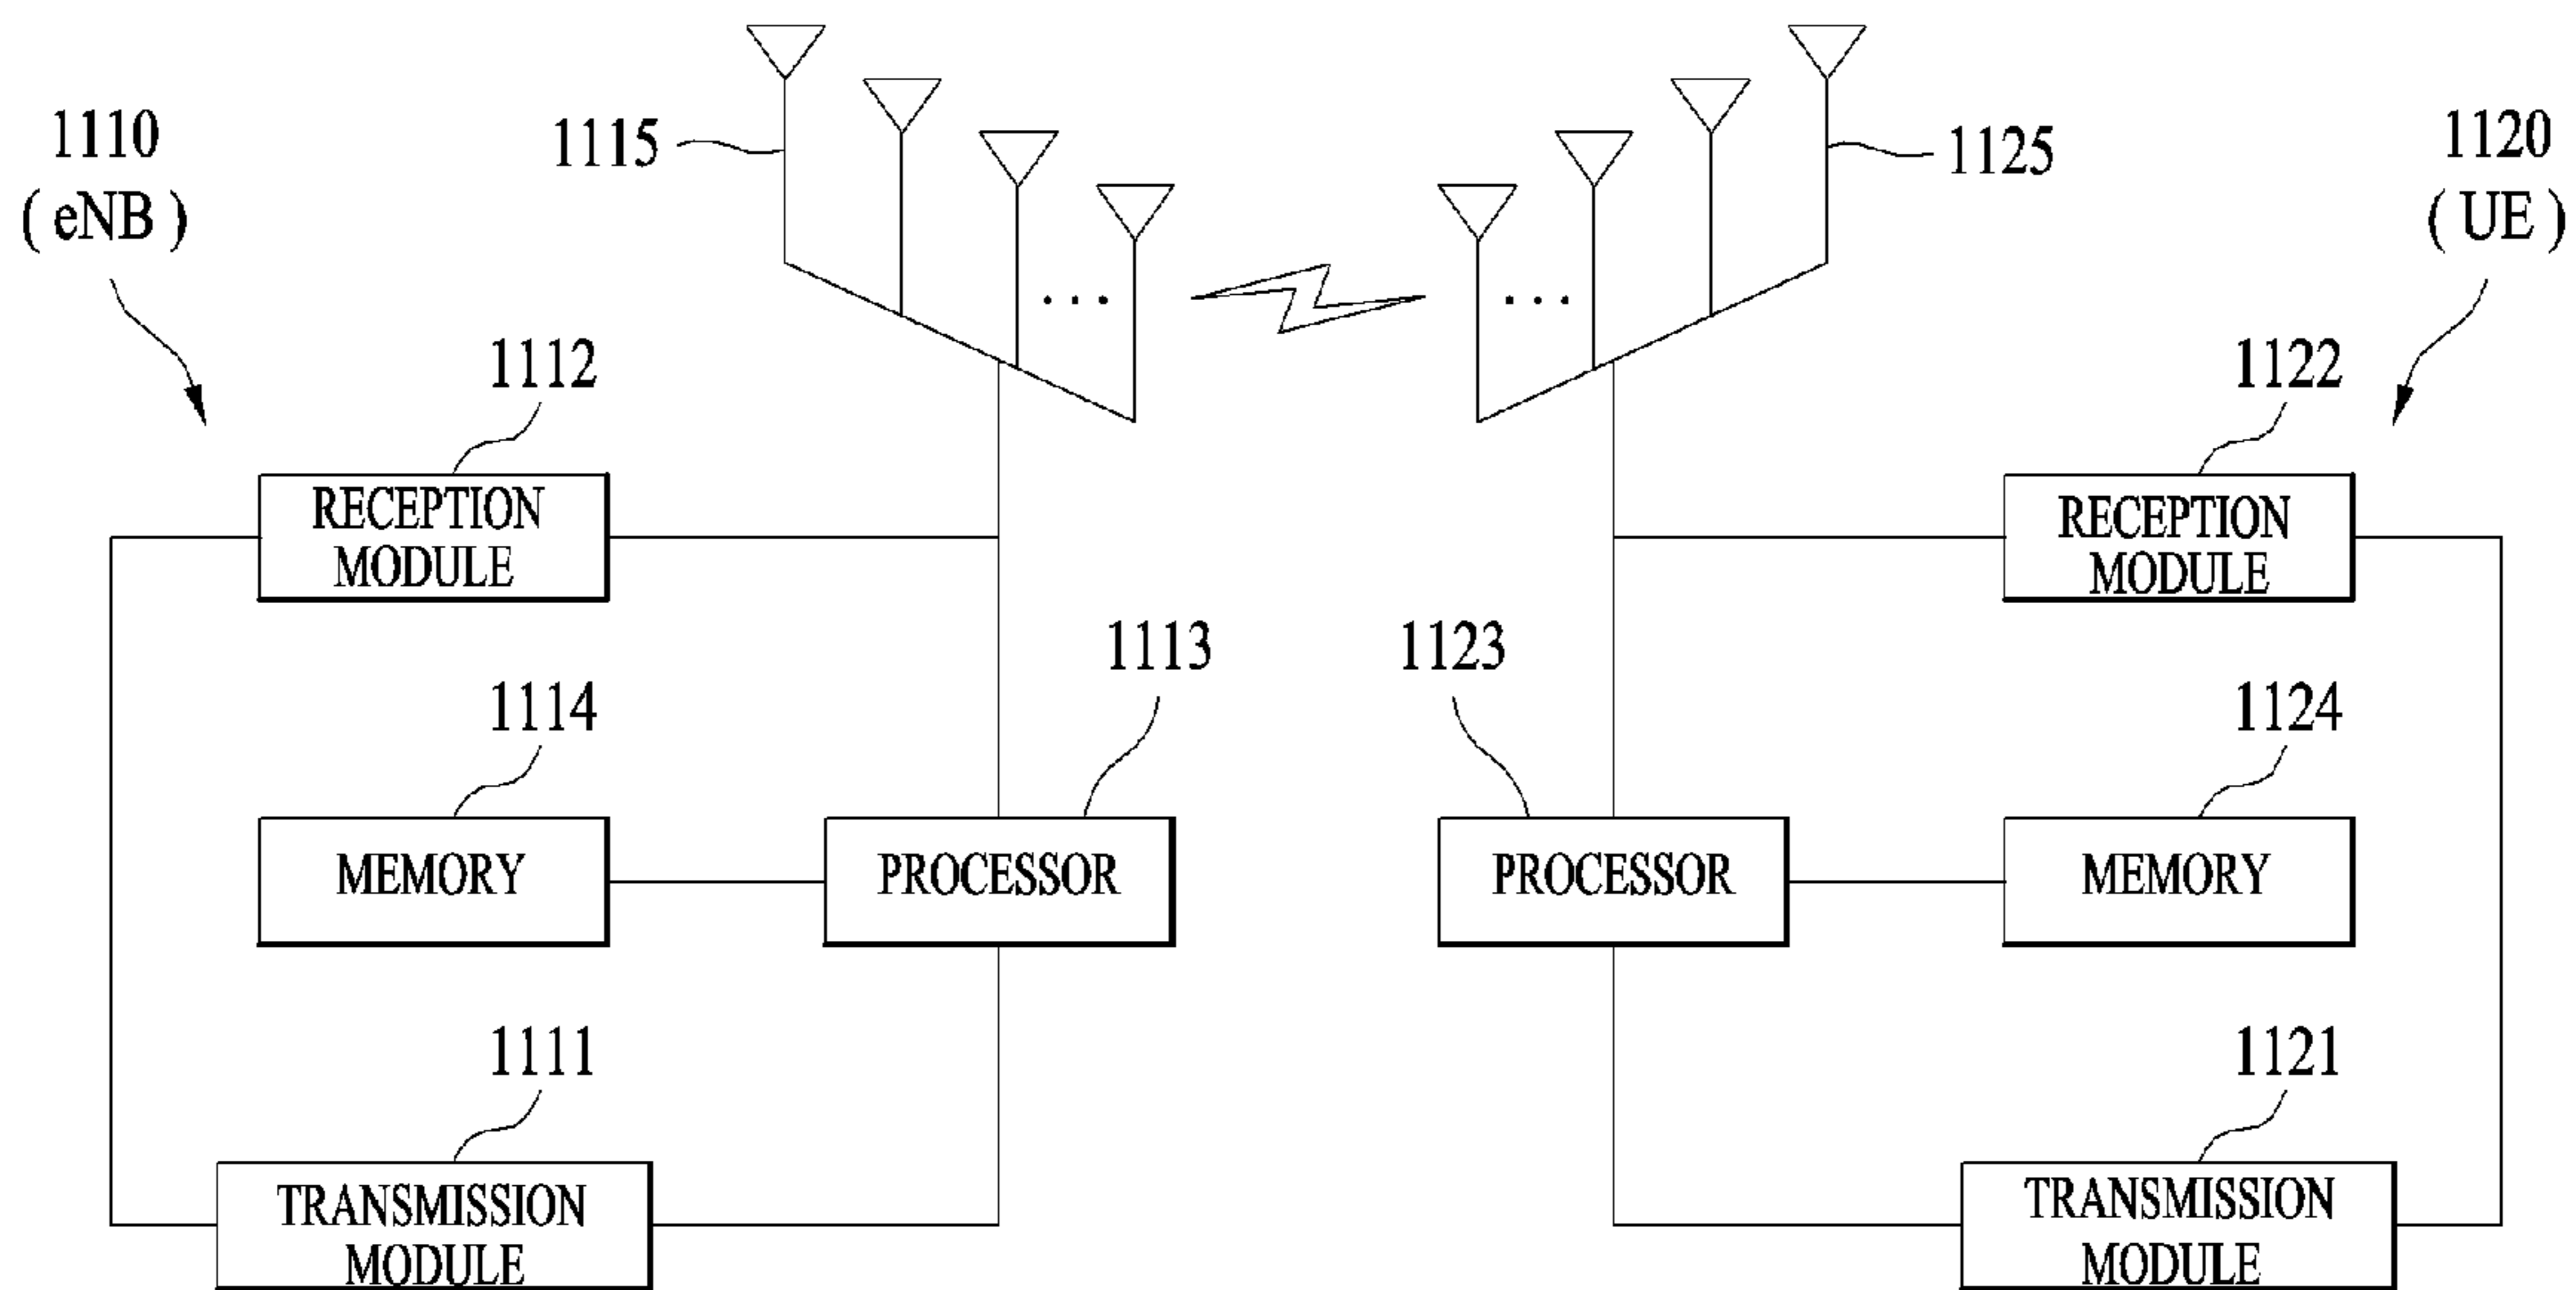 1110
( eNB )
1115
1125
1120
( UE )
1112
RECEPTION
MODULE
1122
RECEPTION
MODULE
1113
1123
1114
MEMORY
PROCESSOR
PROCESSOR
1124
MEMORY
1111
TRANSMISSION
MODULE
1121
TRANSMISSION
MODULE